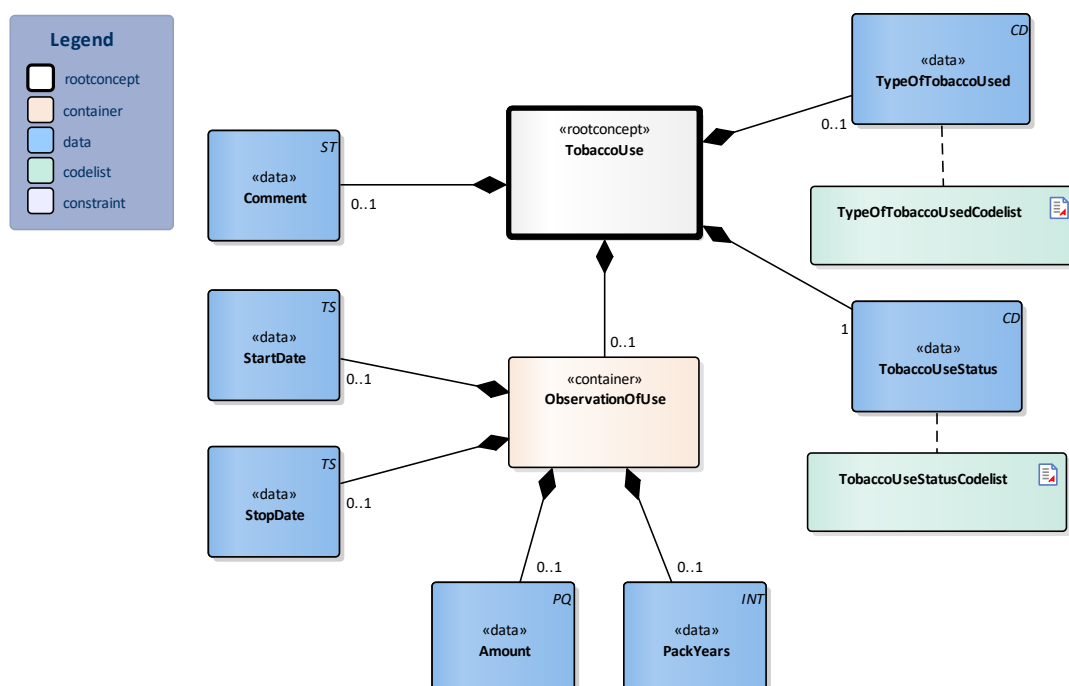 Legend
rootconcept
container
data
codelist
constraint
CD
«data»
TypeOfTobaccoUsed
0..1
TypeOfTobaccoUsedCodelist
«rootconcept»
TobaccoUse
ST
«data»
Comment
0..1
TS
«data»
StartDate
0..1
0..1
1
CD
«data»
TobaccoUseStatus
«container»
ObservationOfUse
TS
«data»
StopDate
0..1
TobaccoUseStatusCodelist
0..1
0..1
PQ
«data»
Amount
INT
«data»
PackYears